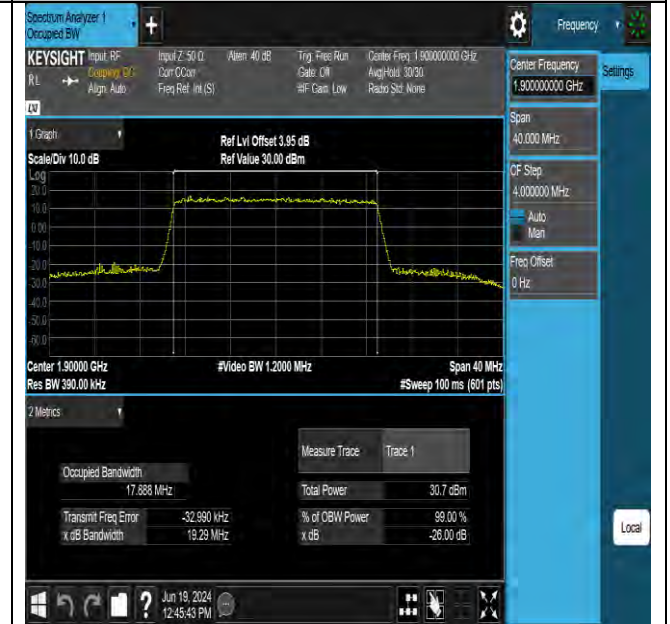 Spectrum Analyzer 1
Occupied BW
Frequency
KEYSIGHT Input: RF Input Z: 50 Ω Atten: 40 dB Trig: Free Run Center Freq: 1.900000000 GHz
RL Coupling: DC Corr CCorr Gate: Off Avg|Hold: 30/30
Align: Auto Freq Ref: Int (S) #IF Gain: Low Radio Std: None
LXI
Center Frequency
1.900000000 GHz
Settings
Span
40.000 MHz
CF Step
4.000000 MHz
Auto
Man
Freq Offset
0 Hz
1 Graph
Ref Lvl Offset 3.95 dB
Scale/Div 10.0 dB Ref Value 30.00 dBm
Log
20.0
10.0
0.00
-10.0
-20.0
-30.0
-40.0
-50.0
-60.0
Center 1.90000 GHz #Video BW 1.2000 MHz Span 40 MHz
Res BW 390.00 kHz #Sweep 100 ms (601 pts)
2 Metrics
Measure Trace Trace 1
Occupied Bandwidth
17.888 MHz
Total Power 30.7 dBm
Transmit Freq Error -32.990 kHz % of OBW Power 99.00 %
x dB Bandwidth 19.29 MHz x dB -26.00 dB
Local
? Jun 19, 2024
12:45:43 PM